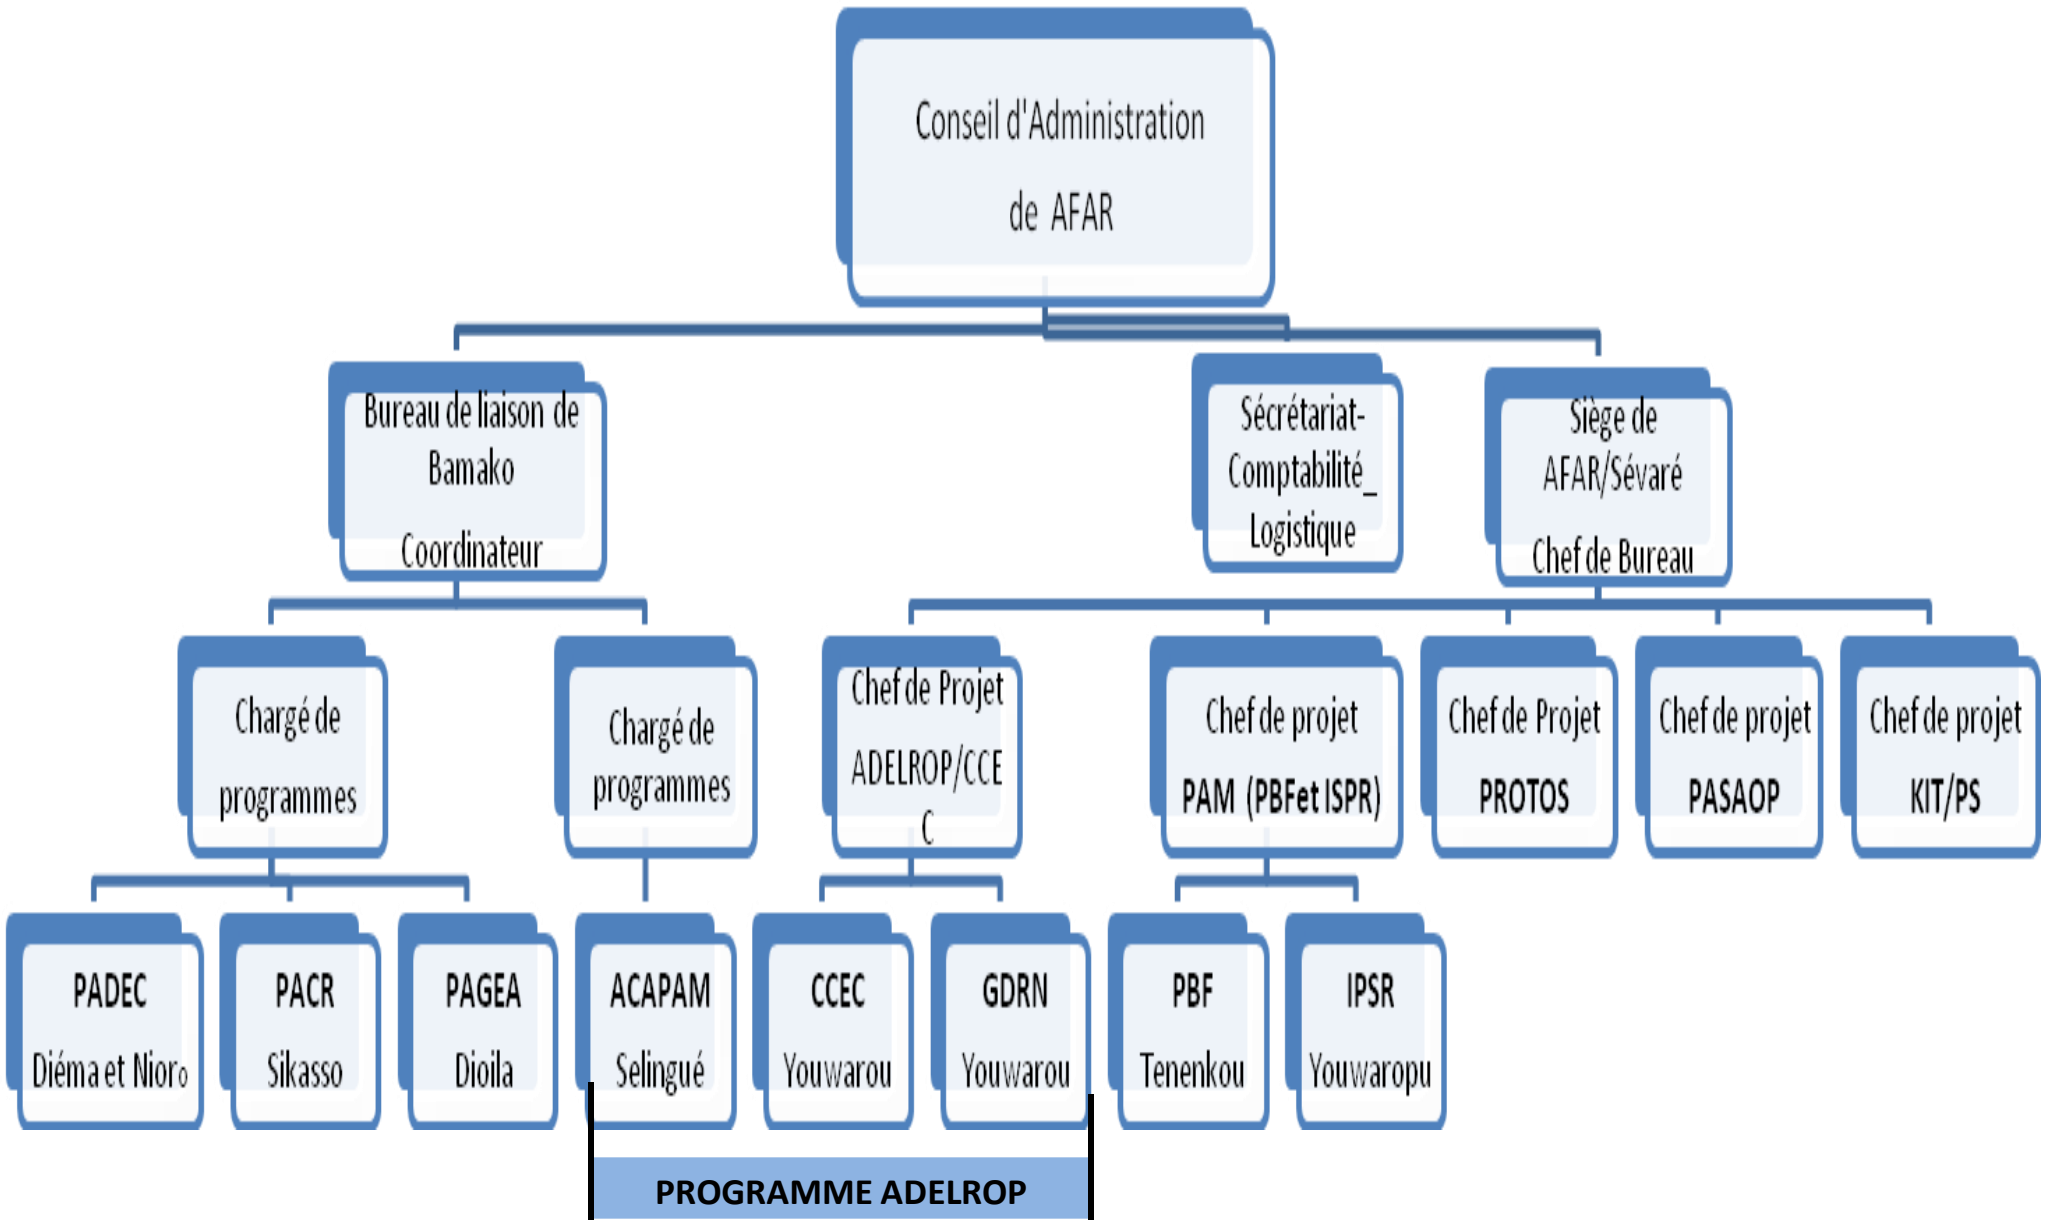 Conseil d'Administration
de AFAR
Bureau de liaison de
Bamako
Coordinateur
Sécrétariat-
Comptabilité_
Logistique
Siège de
AFAR/Sévaré
Chef de Bureau
Chargé de
programmes
Chargé de
programmes
Chef de Projet
ADELROP/CCE
C
Chef de projet
PAM (PBFet ISPR)
Chef de Projet
PROTOS
Chef de projet
PASAOP
Chef de projet
KIT/PS
PADEC
Diéma et Nioro
PACR
Sikasso
PAGEA
Dioila
ACAPAM
Selingué
CCEC
Youwarou
GDRN
Youwarou
PBF
Tenenkou
IPSR
Youwaropu
PROGRAMME ADELROP